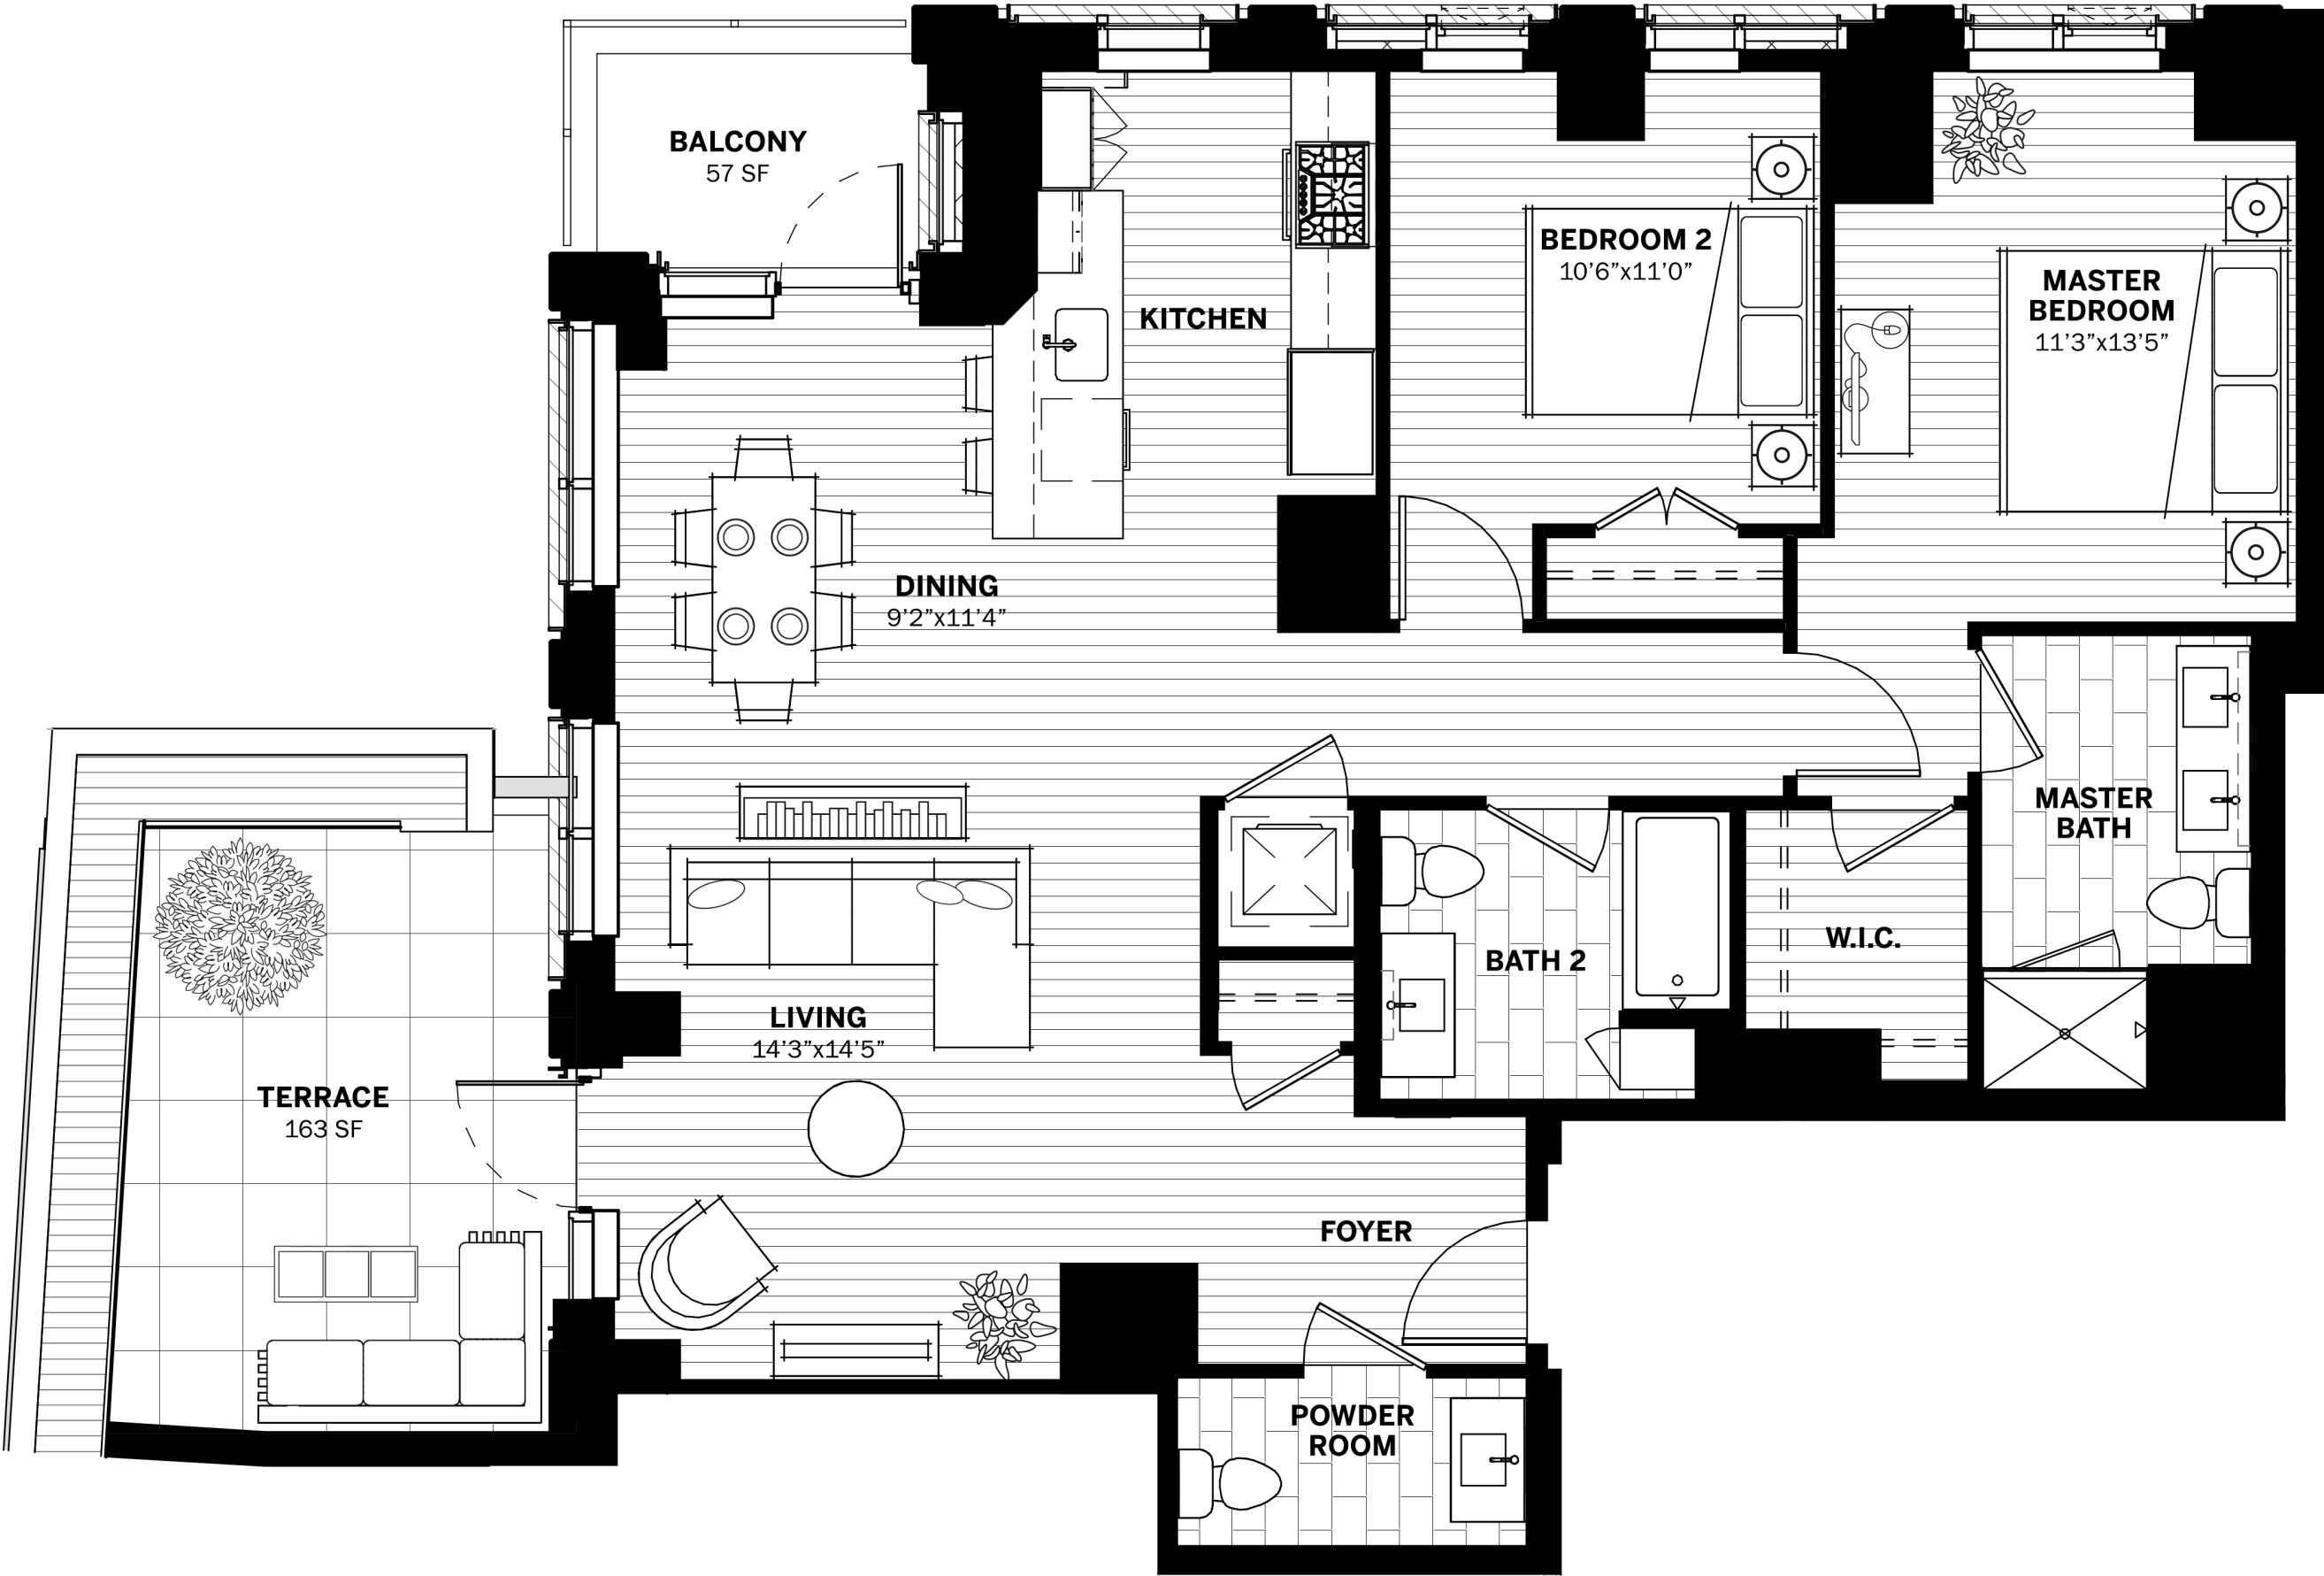 BALCONY
57 SF
KITCHEN
BEDROOM 2
10’6”x11’0”
MASTER
BEDROOM
11’3”x13’5”
DINING
9’2”x11’4”
MASTER
BATH
W.I.C.
BATH 2
LIVING
14’3”x14’5”
TERRACE
163 SF
FOYER
POWDER
ROOM